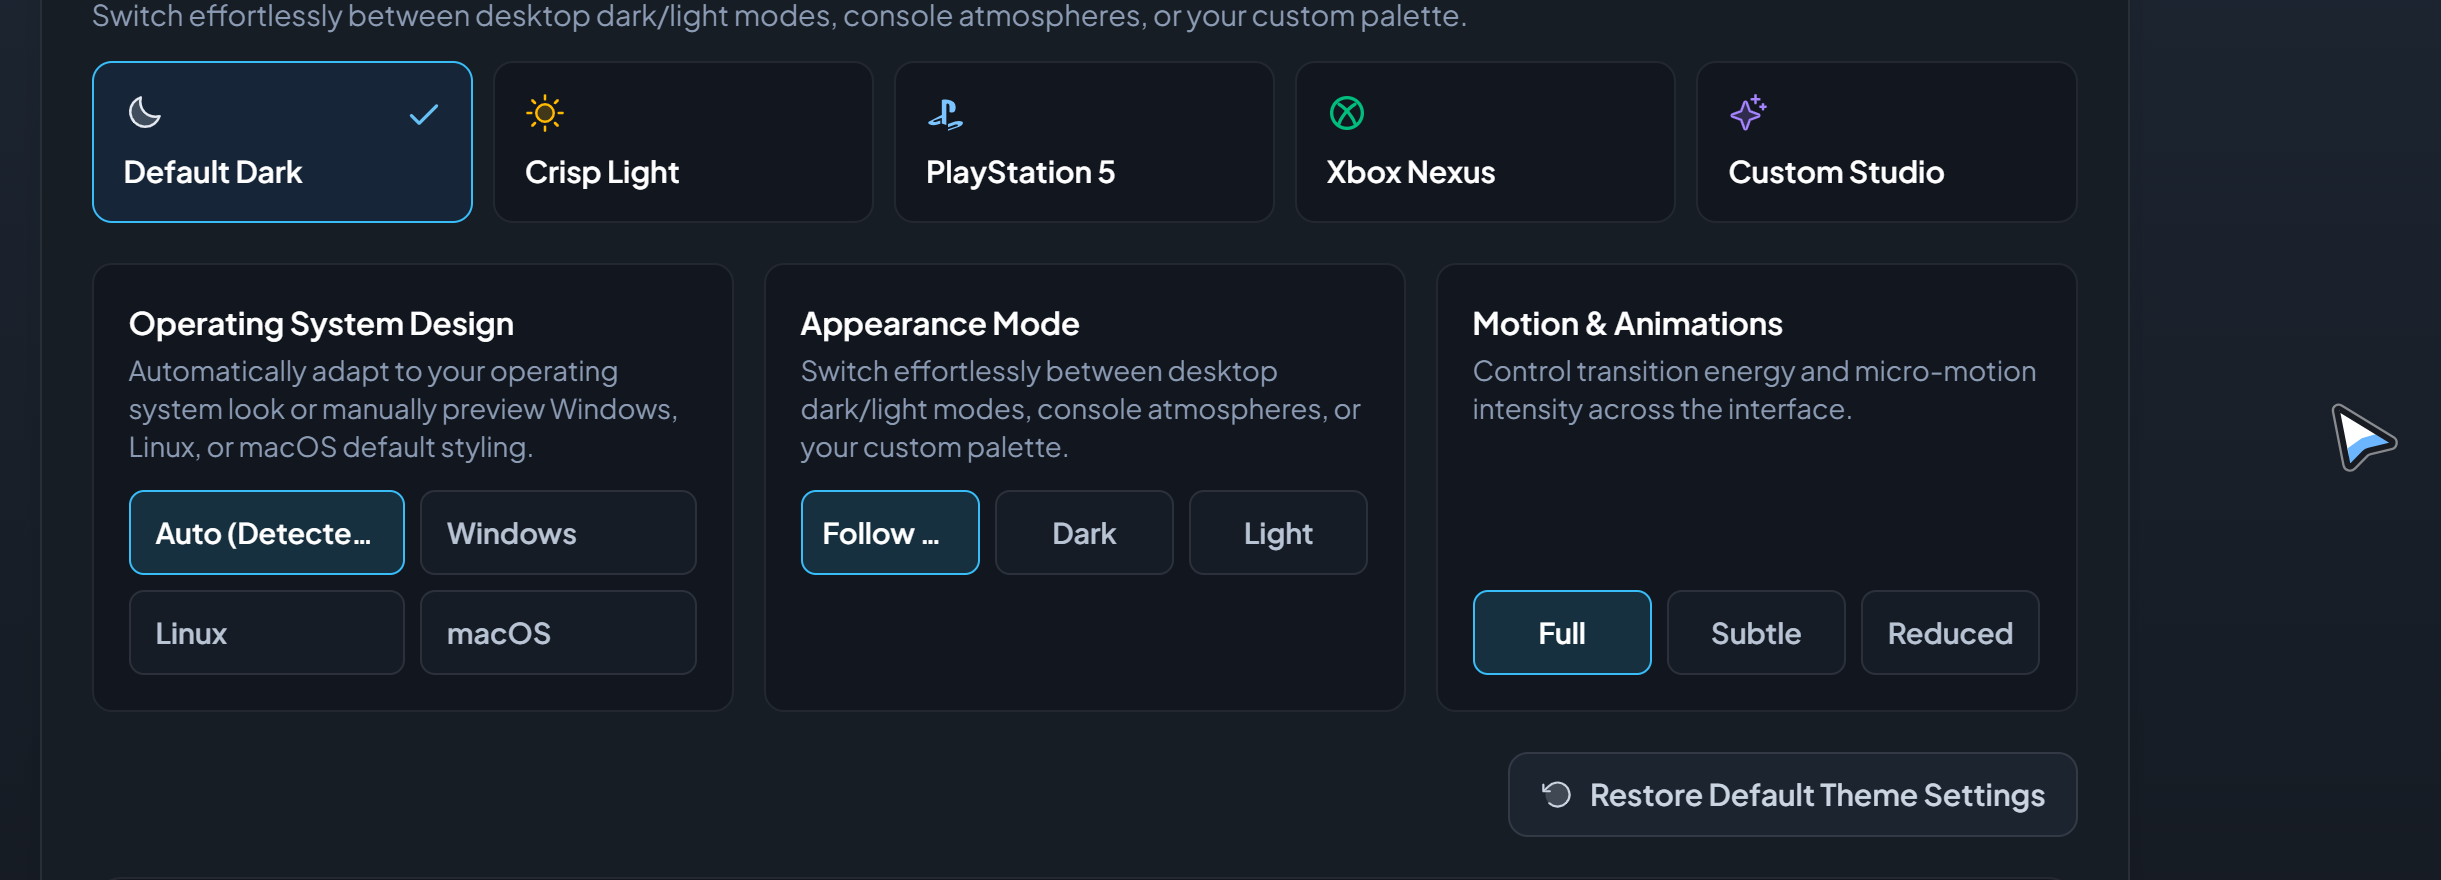 Switch effortlessly between desktop dark/light modes, console atmospheres, or your custom palette.
Default Dark
Crisp Light
PlayStation 5
Xbox Nexus
Custom Studio
Operating System Design
Automatically adapt to your operating
system look or manually preview Windows,
Linux, or macOS default styling.
Auto (Detecte...
Windows
Linux
macOS
Appearance Mode
Switch effortlessly between desktop
dark/light modes, console atmospheres, or
your custom palette.
Follow ...
Dark
Light
Motion & Animations
Control transition energy and micro-motion
intensity across the interface.
Full
Subtle
Reduced
Restore Default Theme Settings